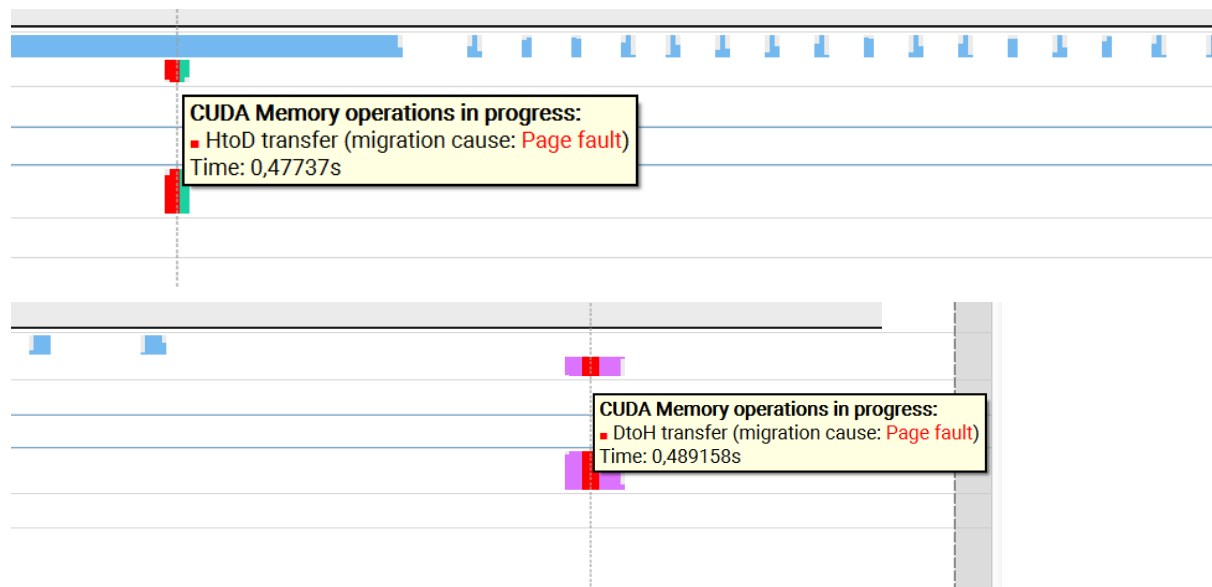 CUDA Memory operations in progress:
HtoD transfer (migration cause: Page fault)
Time: 0,47737s
CUDA Memory operations in progress:
DtoH transfer (migration cause: Page fault)
Time: 0,489158s